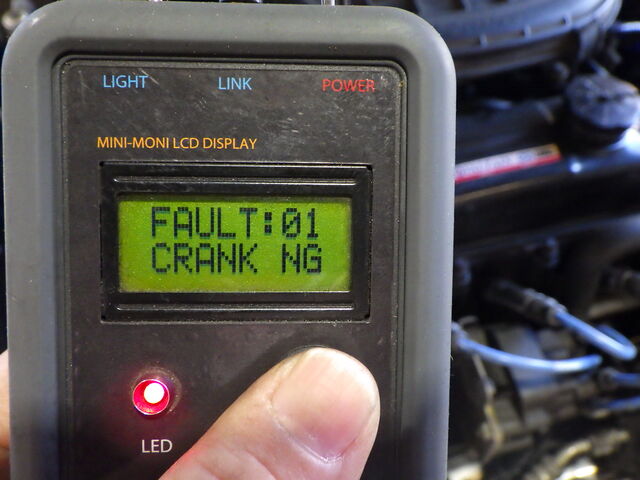 LIGHT LINK POWER
MINI-MONI LCD DISPLAY
FAULT:01
CRANK NG
LED